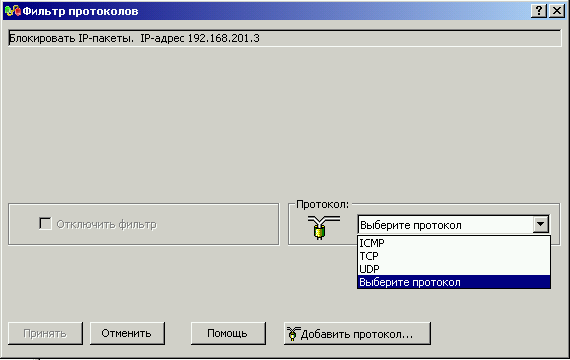 Фильтр протоколов
Блокировать IP-пакеты. IP-адрес 192.168.201.3
Протокол:
Отключить фильтр
Выберите протокол
ICMP
TCP
UDP
Выберите протокол
Принять
Отменить
Помощь
Добавить протокол...